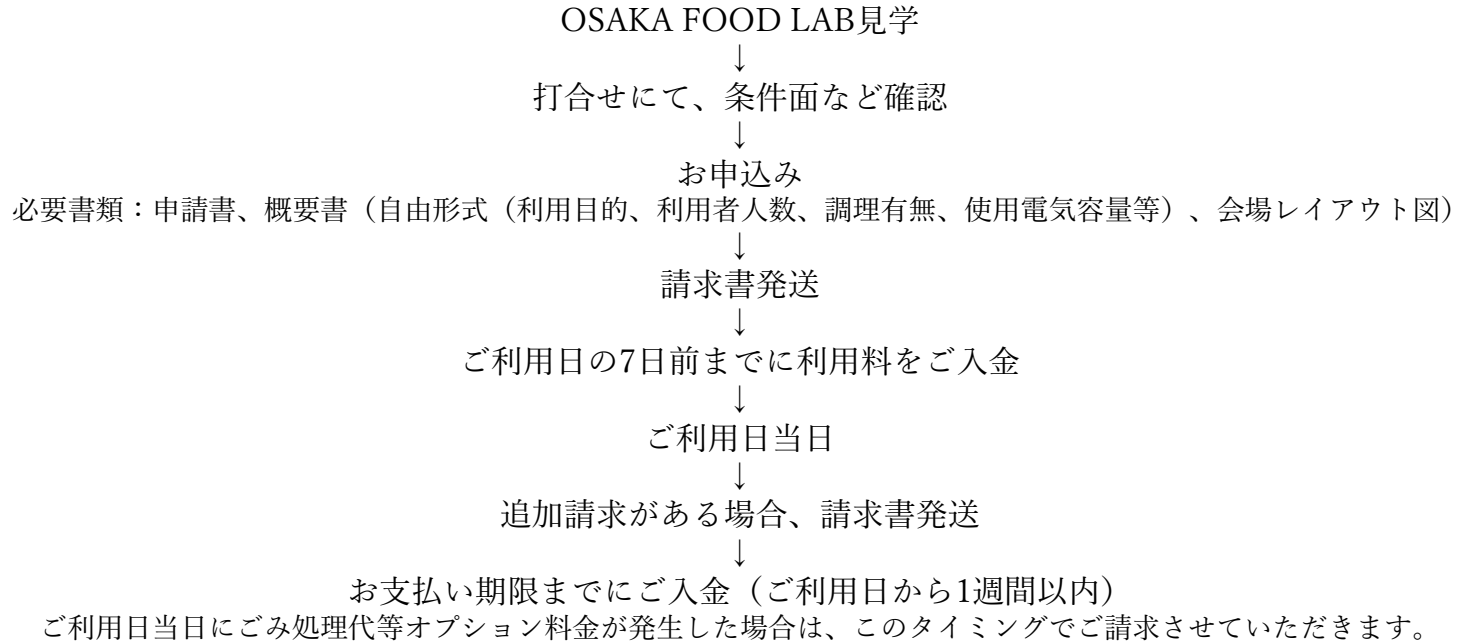 OSAKA FOOD LAB見学
↓
打合せにて、条件面など確認
↓
お申込み
必要書類：申請書、概要書（自由形式（利用目的、利用者人数、調理有無、使用電気容量等）、会場レイアウト図）
↓
請求書発送
↓
ご利用日の7日前までに利用料をご入金
↓
ご利用日当日
↓
追加請求がある場合、請求書発送
↓
お支払い期限までにご入金（ご利用日から1週間以内）
ご利用日当日にごみ処理代等オプション料金が発生した場合は、このタイミングでご請求させていただきます。